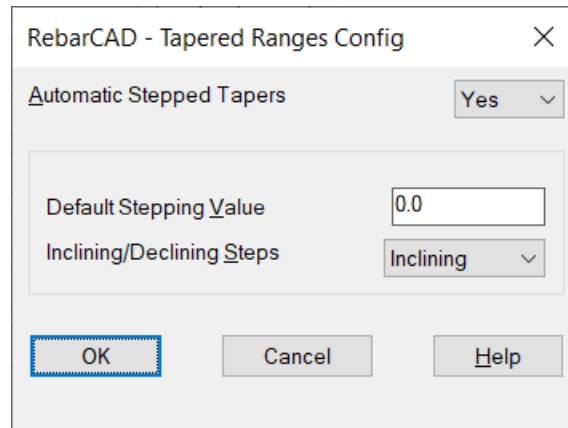 RebarCAD - Tapered Ranges Config
Automatic Stepped Tapers Yes
Default Stepping Value 0.0
Inclining/Declining Steps Inclining
OK Cancel Help